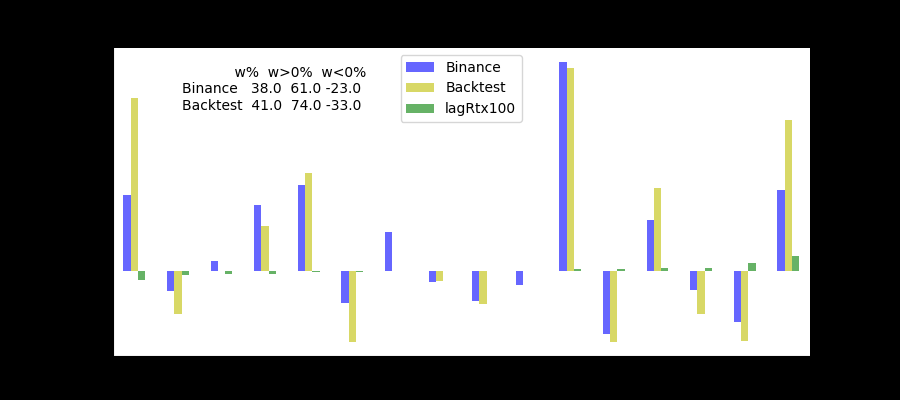 w%  w>0%  w<0%
Binance   38.0  61.0 -23.0
Backtest  41.0  74.0 -33.0
Binance
Backtest
lagRtx100